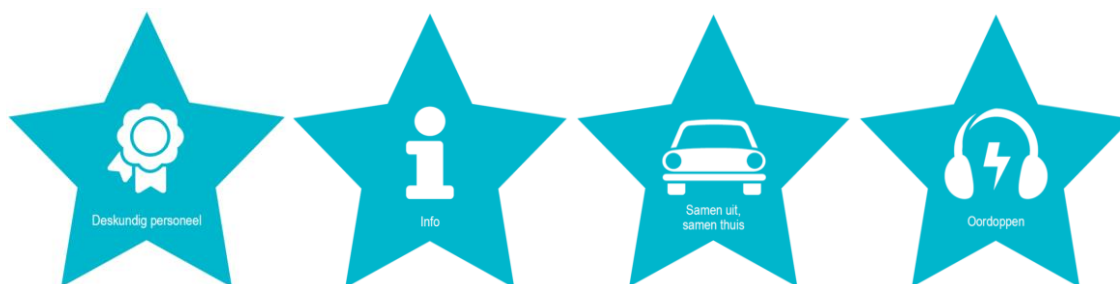 Deskundig personeel
Info
Samen uit,
samen thuis
Oordoppen